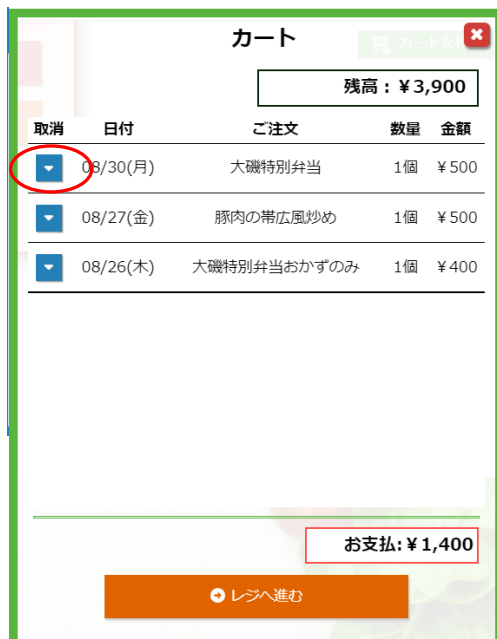 カート
残高：¥3,900
取消 日付 ご注文 数量 金額
08/30(月) 大磯特別弁当 1個 ¥500
08/27(金) 豚肉の帯広風炒め 1個 ¥500
08/26(木) 大磯特別弁当おかずのみ 1個 ¥400
お支払:¥1,400
レジへ進む